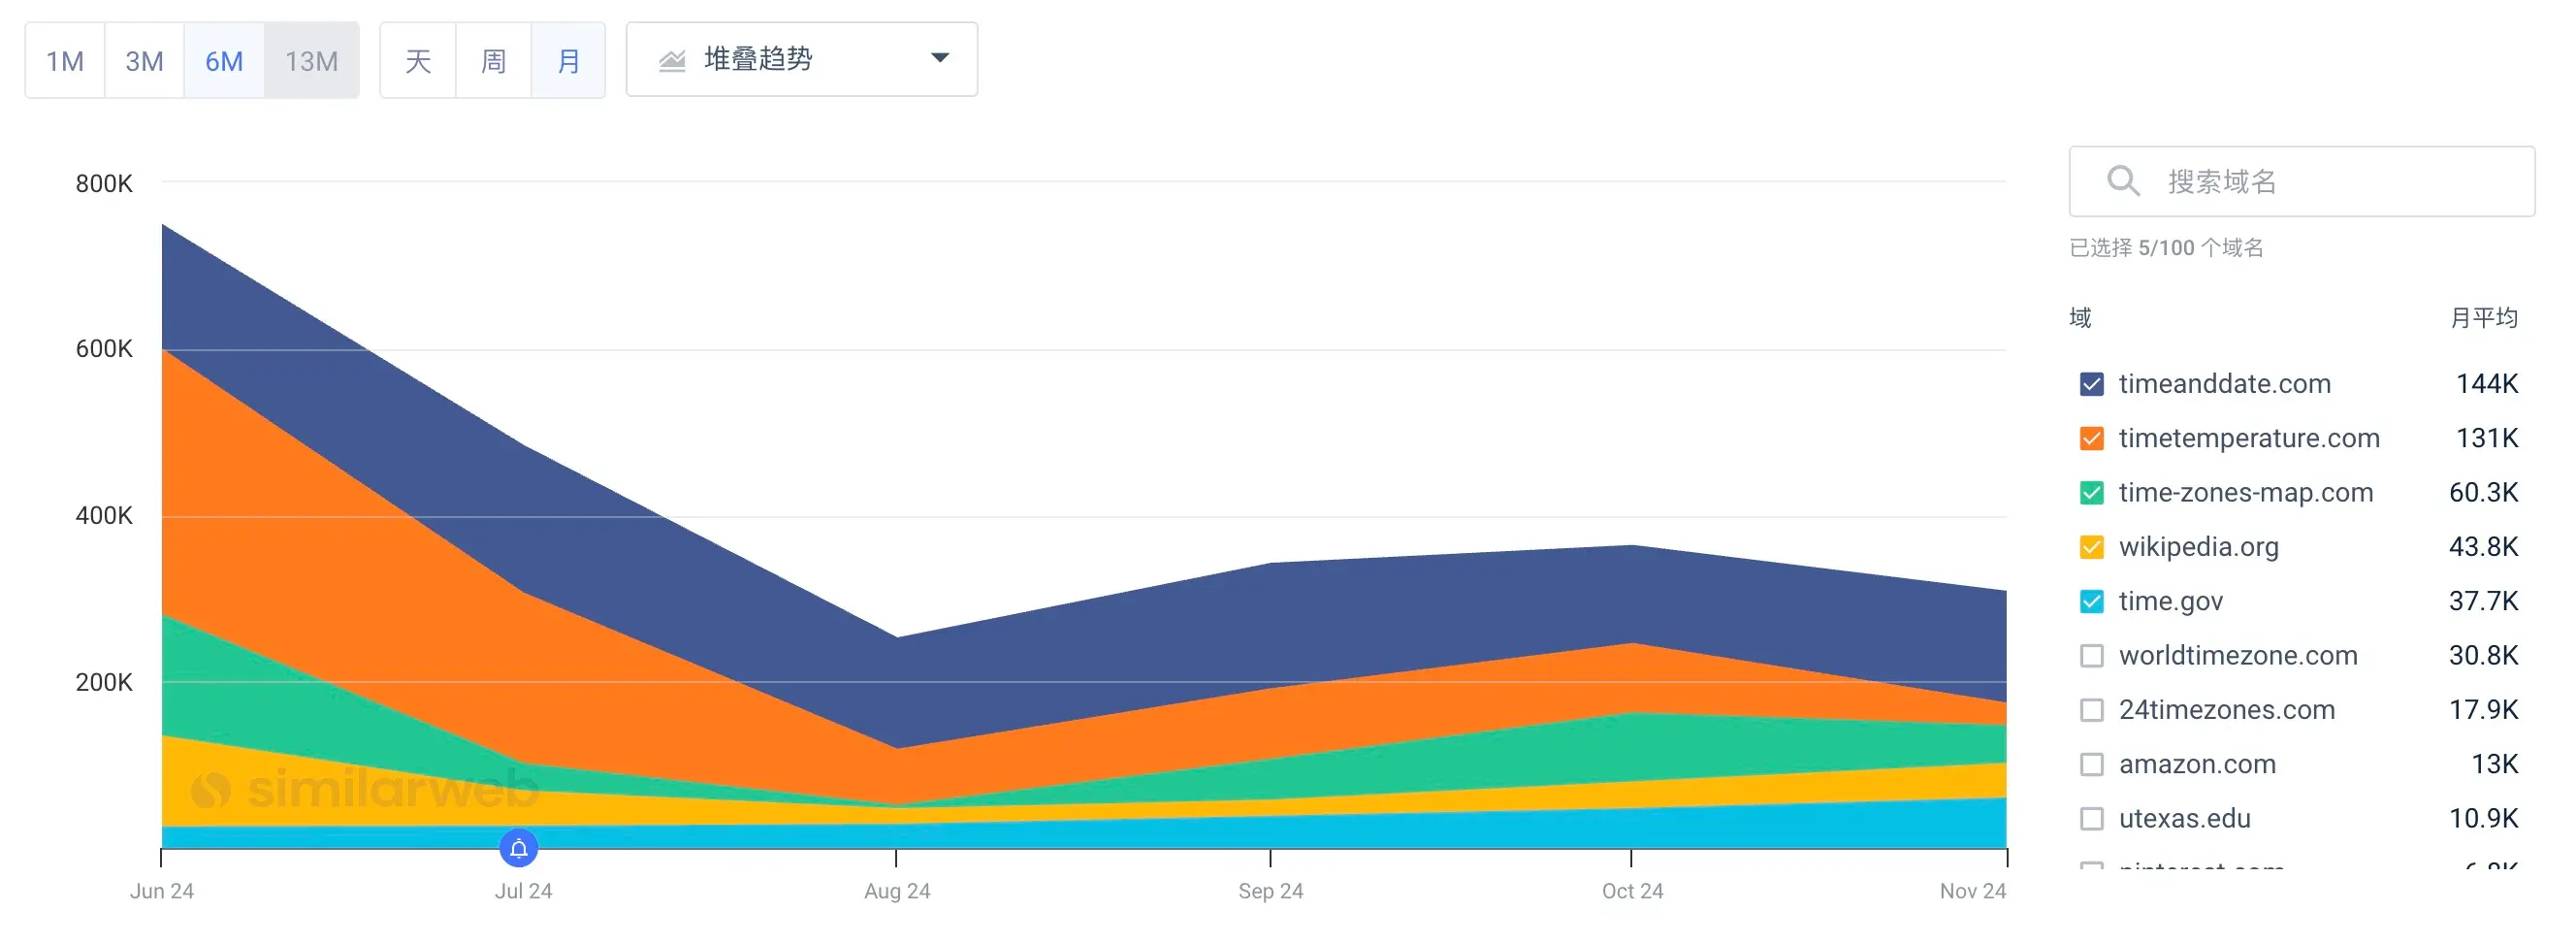 1M 3M 6M 13M 天 周 月 堆叠趋势
800K
600K
400K
200K
similarweb
Jun 24 Jul 24 Aug 24 Sep 24 Oct 24 Nov 24
搜索域名
已选择 5/100 个域名
域 月平均
timeanddate.com 144K
timetemperature.com 131K
time-zones-map.com 60.3K
wikipedia.org 43.8K
time.gov 37.7K
worldtimezone.com 30.8K
24timezones.com 17.9K
amazon.com 13K
utexas.edu 10.9K